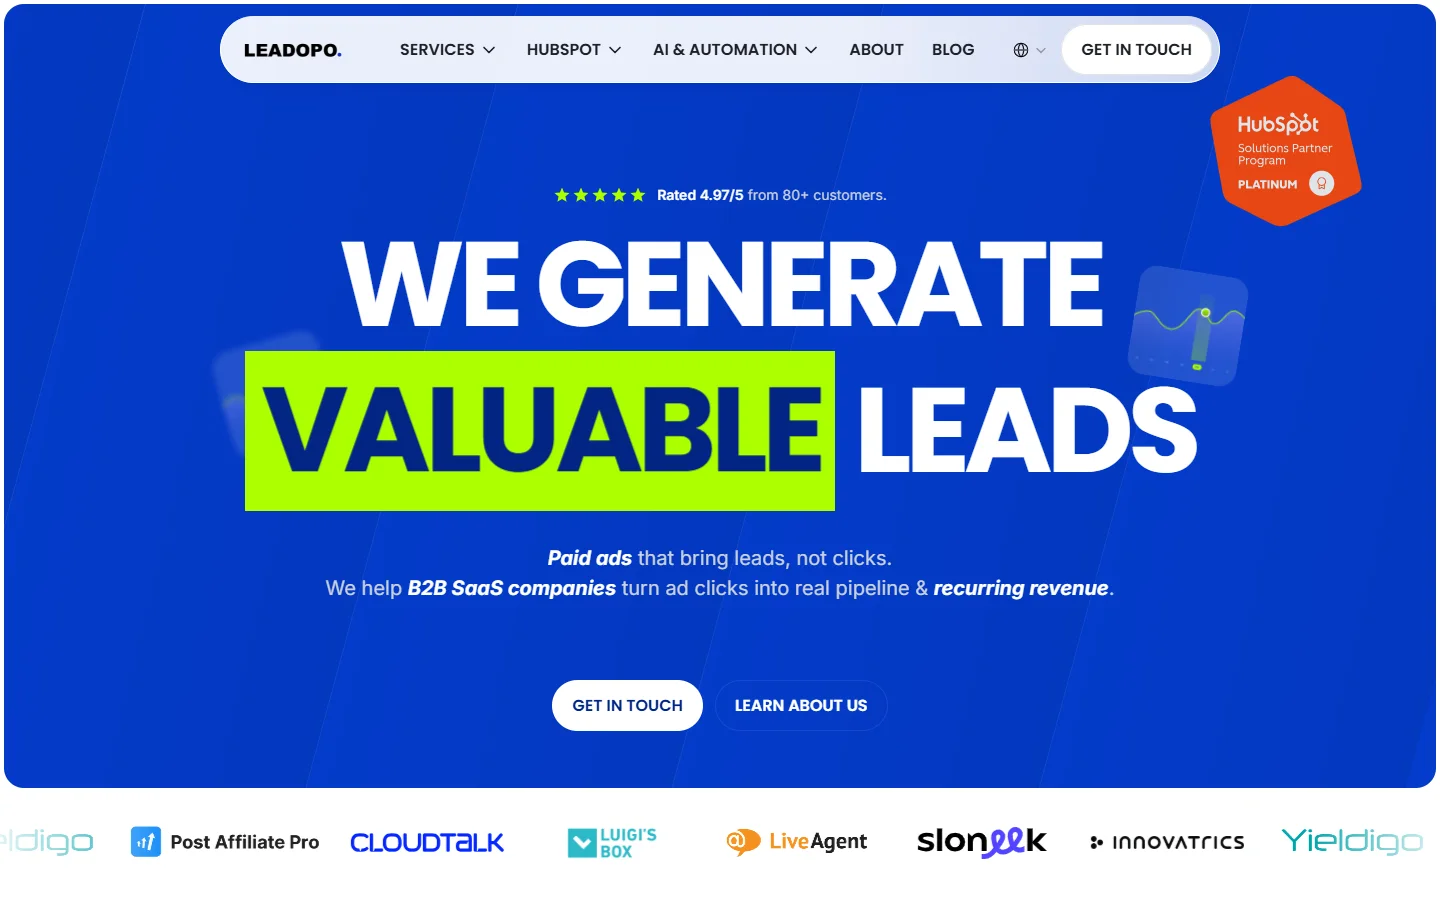 LEADOPO.
SERVICES
HUBSPOT
AI & AUTOMATION
ABOUT
BLOG
GET IN TOUCH
HubSpot
Solutions Partner
Program
PLATINUM
Rated 4.97/5 from 80+ customers.
WE GENERATE
VALUABLE LEADS
Paid ads that bring leads, not clicks.
We help B2B SaaS companies turn ad clicks into real pipeline & recurring revenue.
GET IN TOUCH
LEARN ABOUT US
ieldigo
Post Affiliate Pro
CLOUDTALK
LUIGI'S
BOX
LiveAgent
sloneek
INNOVATRICS
Yieldigo